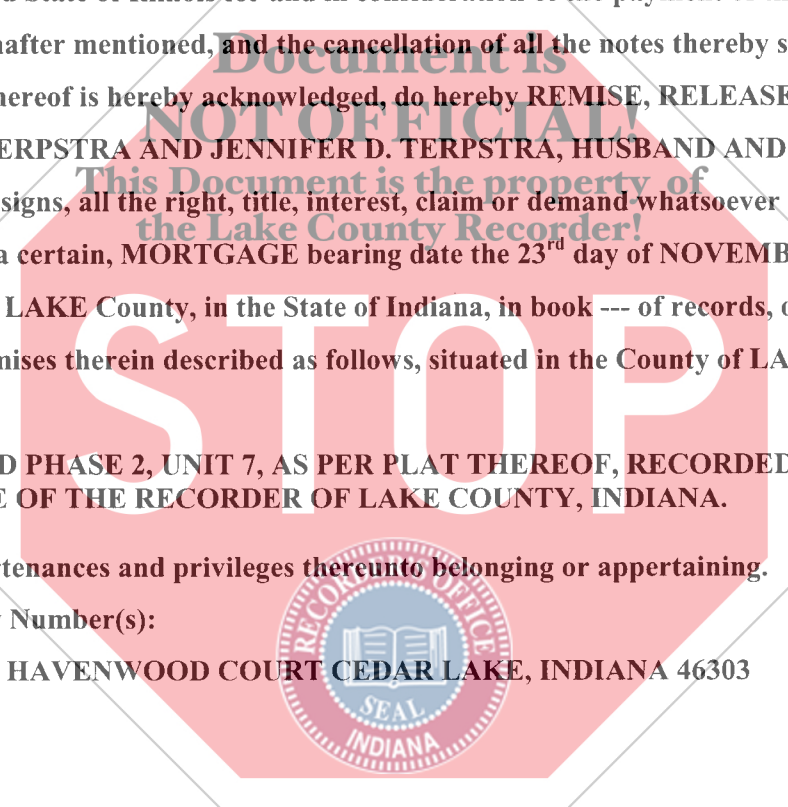 d State of Illinois for and in consideration of the payment of
nafter mentioned, and the cancellation of all the notes thereby s
Document is
hereof is hereby acknowledged, do hereby REMISE, RELEASE
NOT OFFICIAL!
ERPSTRA AND JENNIFER D. TERPSTRA, HUSBAND AND
This Document is the property of
signs, all the right, title, interest, claim or demand whatsoever
the Lake County Recorder!
a certain, MORTGAGE bearing date the 23rd day of NOVEMB
LAKE County, in the State of Indiana, in book --- of records, o
mises therein described as follows, situated in the County of LA
STOP
D PHASE 2, UNIT 7, AS PER PLAT THEREOF, RECORDED
E OF THE RECORDER OF LAKE COUNTY, INDIANA.
tenances and privileges thereunto belonging or appertaining.
Number(s):
HAVENWOOD COURT CEDAR LAKE, INDIANA 46303
RECORDER'S OFFICE
SEAL
INDIANA